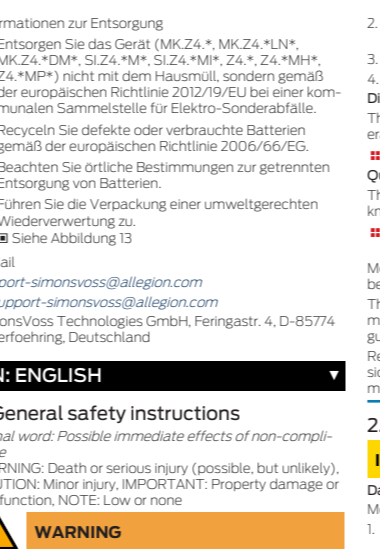 rmationen zur Entsorgung
Entsorgen Sie das Gerät (MK.Z4.*, MK.Z4.*LN*,
MK.Z4.*DM*, SI.Z4.*M*, SI.Z4.*MI*, Z4.*, Z4.*MH*,
Z4.*MP*) nicht mit dem Hausmüll, sondern gemäß
der europäischen Richtlinie 2012/19/EU bei einer kom-
munalen Sammelstelle für Elektro-Sonderabfälle.
Recyceln Sie defekte oder verbrauchte Batterien
gemäß der europäischen Richtlinie 2006/66/EG.
Beachten Sie örtliche Bestimmungen zur getrennten
Entsorgung von Batterien.
Führen Sie die Verpackung einer umweltgerechten
Wiederverwertung zu.
Siehe Abbildung 13
ail
port-simonsvoss@allegion.com
upport-simonsvoss@allegion.com
onsVoss Technologies GmbH, Feringastr. 4, D-85774
erfoehring, Deutschland
N: ENGLISH
General safety instructions
nal word: Possible immediate effects of non-compli-
e
RNING: Death or serious injury (possible, but unlikely),
UTION: Minor injury, IMPORTANT: Property damage or
function, NOTE: Low or none
WARNING
2.
3.
4.
Di
Th
er
Qu
Th
kn
Me
be
Th
m
gu
Re
sic
m
2.
I
Da
Me
1.